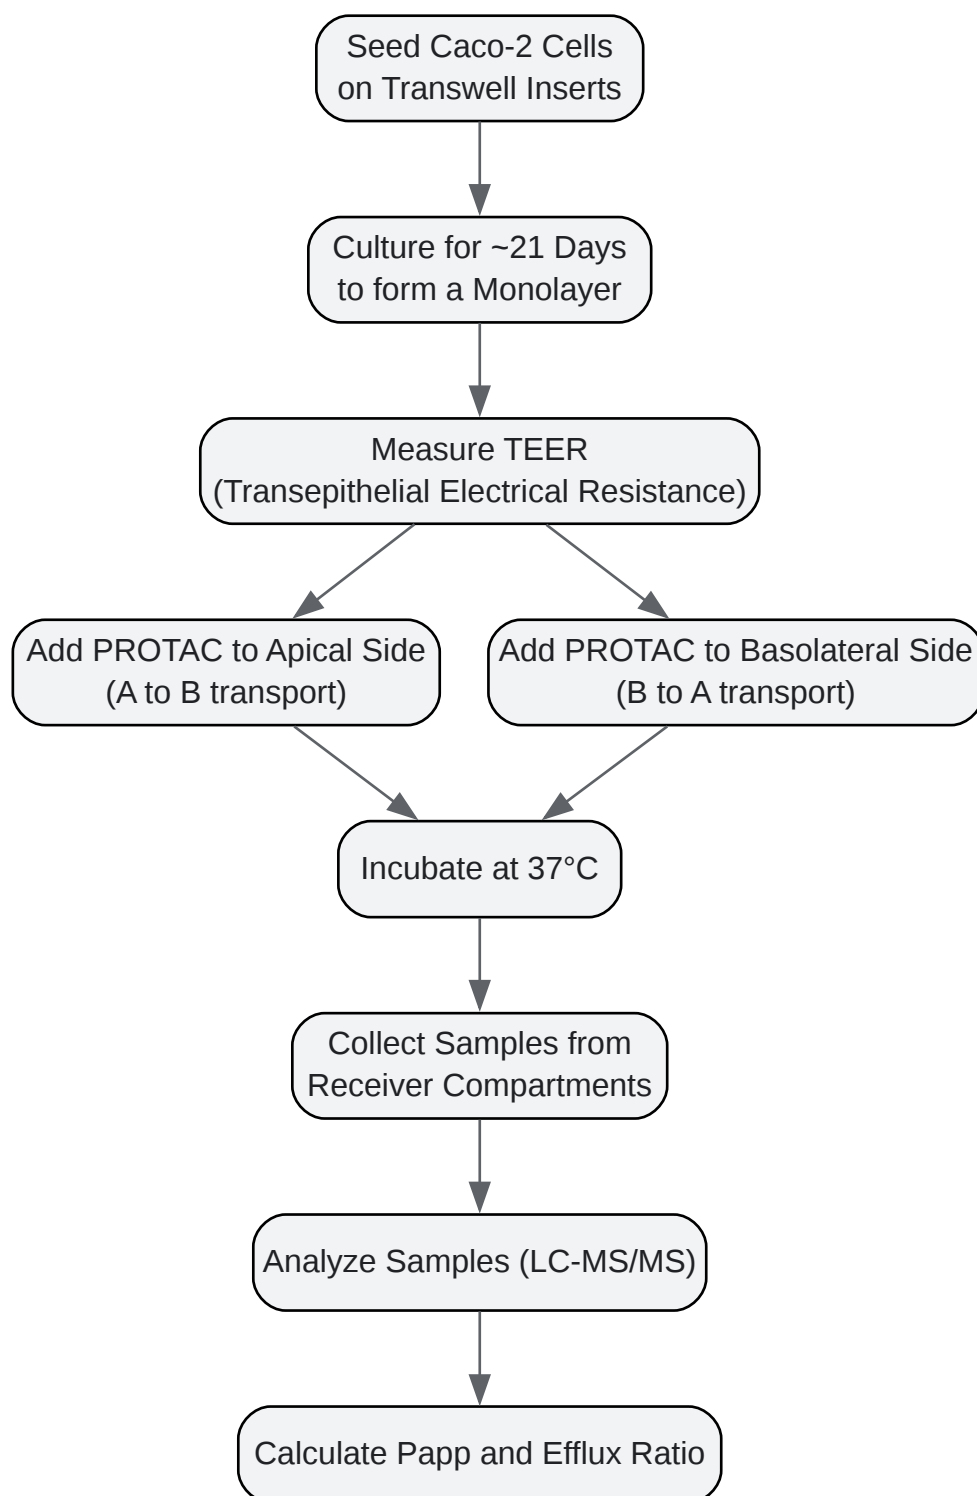 Seed Caco-2 Cells
on Transwell Inserts
Culture for ~21 Days
to form a Monolayer
Measure TEER
(Transepithelial Electrical Resistance)
Add PROTAC to Apical Side
(A to B transport)
Add PROTAC to Basolateral Side
(B to A transport)
Incubate at 37°C
Collect Samples from
Receiver Compartments
Analyze Samples (LC-MS/MS)
Calculate Papp and Efflux Ratio